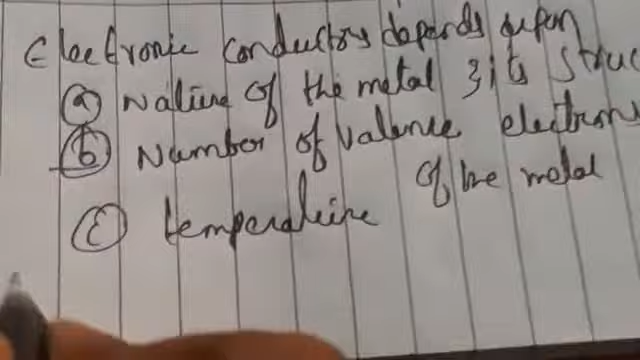 Electronic conductors depends upon
(a) Nature of the metal & its struc
(b) Number of valence electrons
of the metal
(c) temperature